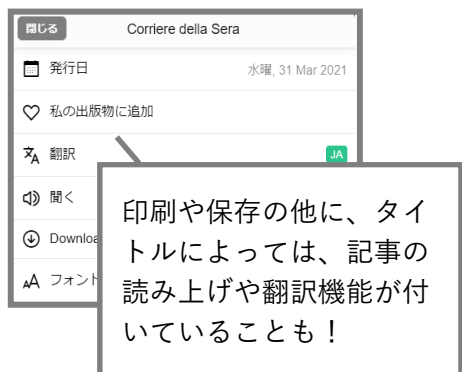 閉じる Corriere della Sera
発行日 水曜, 31 Mar 2021
私の出版物に追加
翻訳 JA
聞く
Downloa
フォント
印刷や保存の他に、タイ
トルによっては、記事の
読み上げや翻訳機能が付
いていることも！